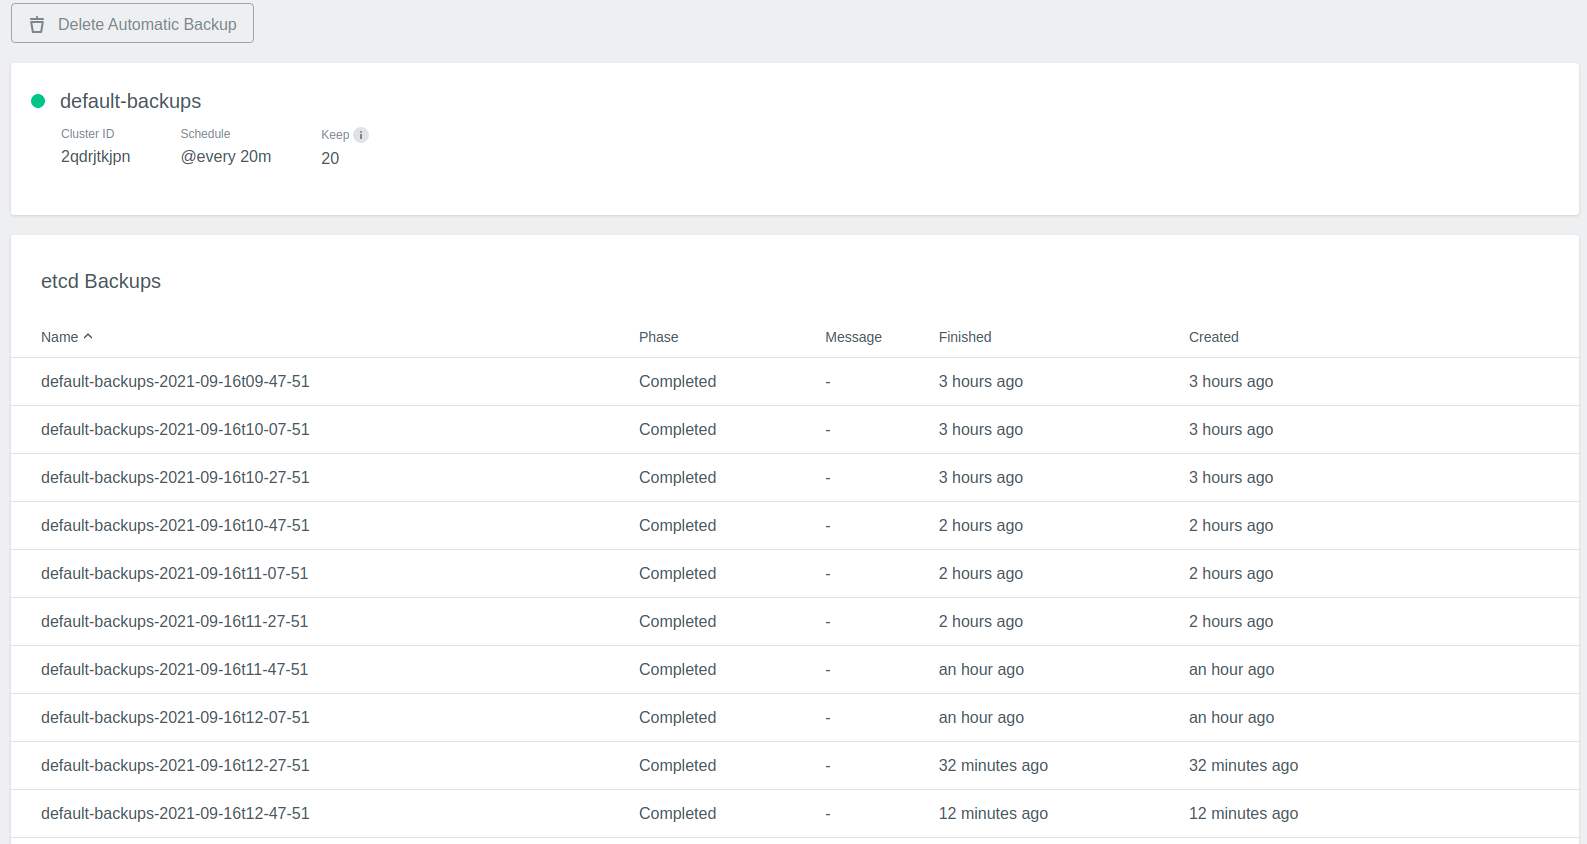 Delete Automatic Backup
default-backups
Cluster ID Schedule Keep i
2qdrjtkjpn @every 20m 20
etcd Backups
Name Phase Message Finished Created
default-backups-2021-09-16t09-47-51 Completed - 3 hours ago 3 hours ago
default-backups-2021-09-16t10-07-51 Completed - 3 hours ago 3 hours ago
default-backups-2021-09-16t10-27-51 Completed - 3 hours ago 3 hours ago
default-backups-2021-09-16t10-47-51 Completed - 2 hours ago 2 hours ago
default-backups-2021-09-16t11-07-51 Completed - 2 hours ago 2 hours ago
default-backups-2021-09-16t11-27-51 Completed - 2 hours ago 2 hours ago
default-backups-2021-09-16t11-47-51 Completed - an hour ago an hour ago
default-backups-2021-09-16t12-07-51 Completed - an hour ago an hour ago
default-backups-2021-09-16t12-27-51 Completed - 32 minutes ago 32 minutes ago
default-backups-2021-09-16t12-47-51 Completed - 12 minutes ago 12 minutes ago